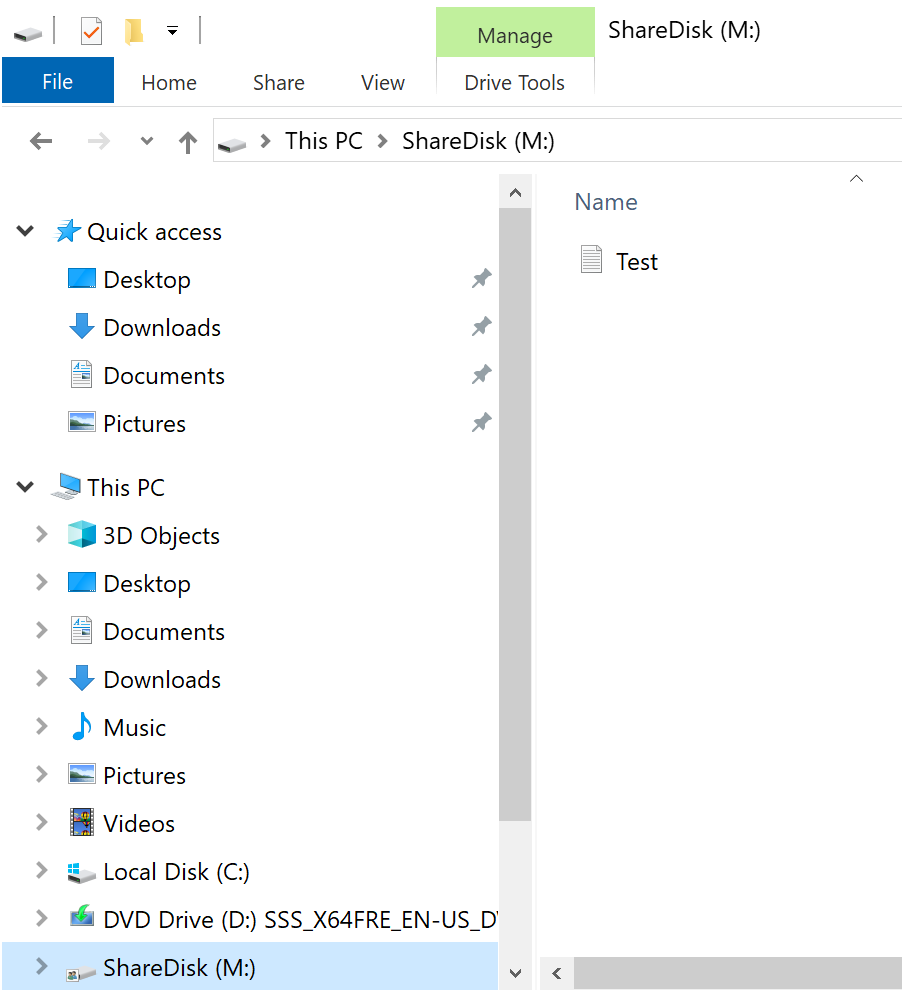 Manage
ShareDisk (M:)
File
Home
Share
View
Drive Tools
This PC
ShareDisk (M:)
Name
Test
Quick access
Desktop
Downloads
Documents
Pictures
This PC
3D Objects
Desktop
Documents
Downloads
Music
Pictures
Videos
Local Disk (C:)
DVD Drive (D:) SSS_X64FRE_EN-US_D
ShareDisk (M:)